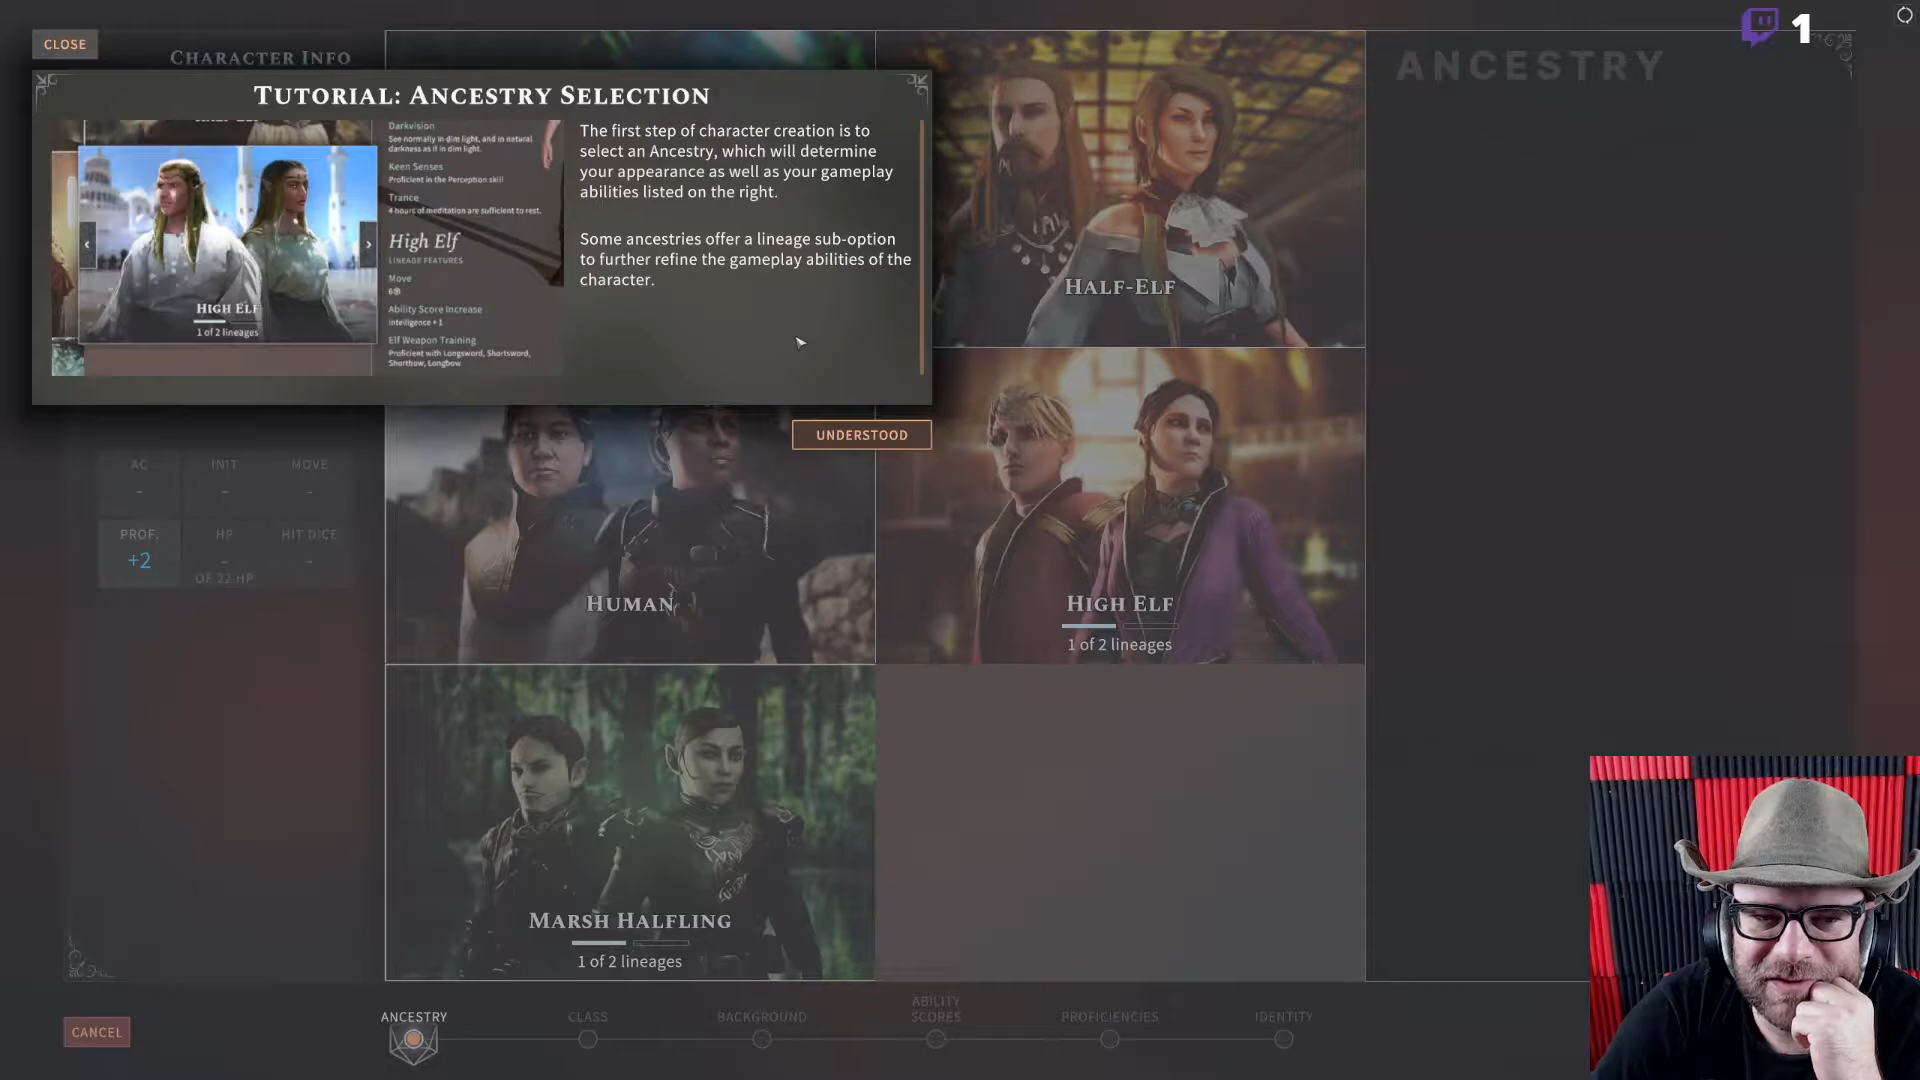 1
CLOSE
CHARACTER INFO
ANCESTRY
TUTORIAL: ANCESTRY SELECTION
Darkvision
See normally in dim light, and in natural
darkness as if in dim light.
Keen Senses
Proficient in the Perception skill
Trance
4 hours of meditation are sufficient to rest.
High Elf
LINEAGE FEATURES
Move
6
Ability Score Increase
Intelligence + 1
Elf Weapon Training
Proficient with Longsword, Shortsword,
Shortbow, Longbow
HIGH ELF
1 of 2 lineages
The first step of character creation is to
select an Ancestry, which will determine
your appearance as well as your gameplay
abilities listed on the right.
Some ancestries offer a lineage sub-option
to further refine the gameplay abilities of the
character.
UNDERSTOOD
HALF-ELF
AC INIT MOVE
- - -
PROF. HP HIT DICE
+2 - -
OF 22 HP
HUMAN
HIGH ELF
1 of 2 lineages
MARSH HALFLING
1 of 2 lineages
CANCEL
ANCESTRY
CLASS
BACKGROUND
ABILITY
SCORES
PROFICIENCIES
IDENTITY